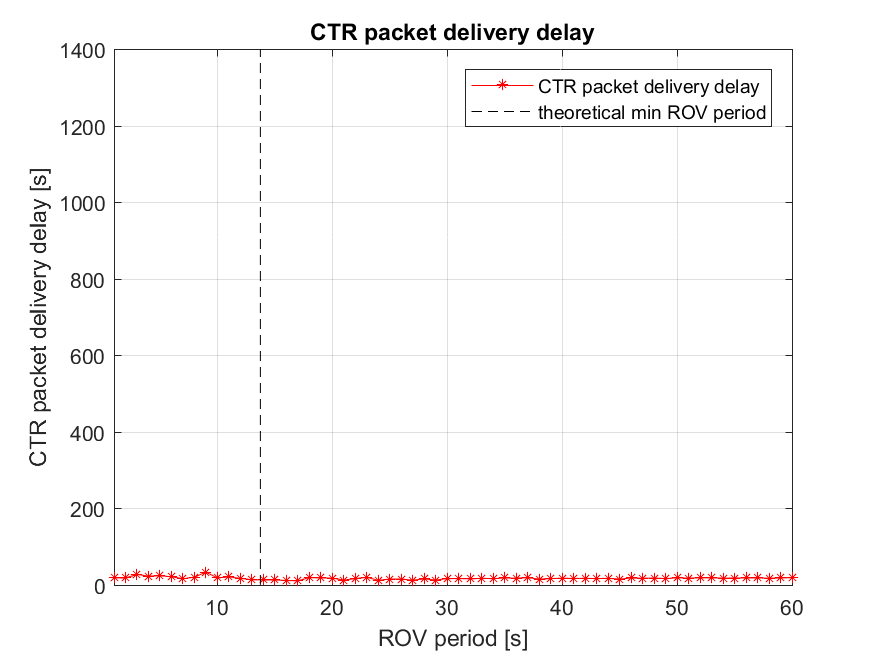 CTR packet delivery delay
1400
1200
1000
800
600
400
200
0
CTR packet delivery delay [s]
CTR packet delivery delay
theoretical min ROV period
10 20 30 40 50 60
ROV period [s]